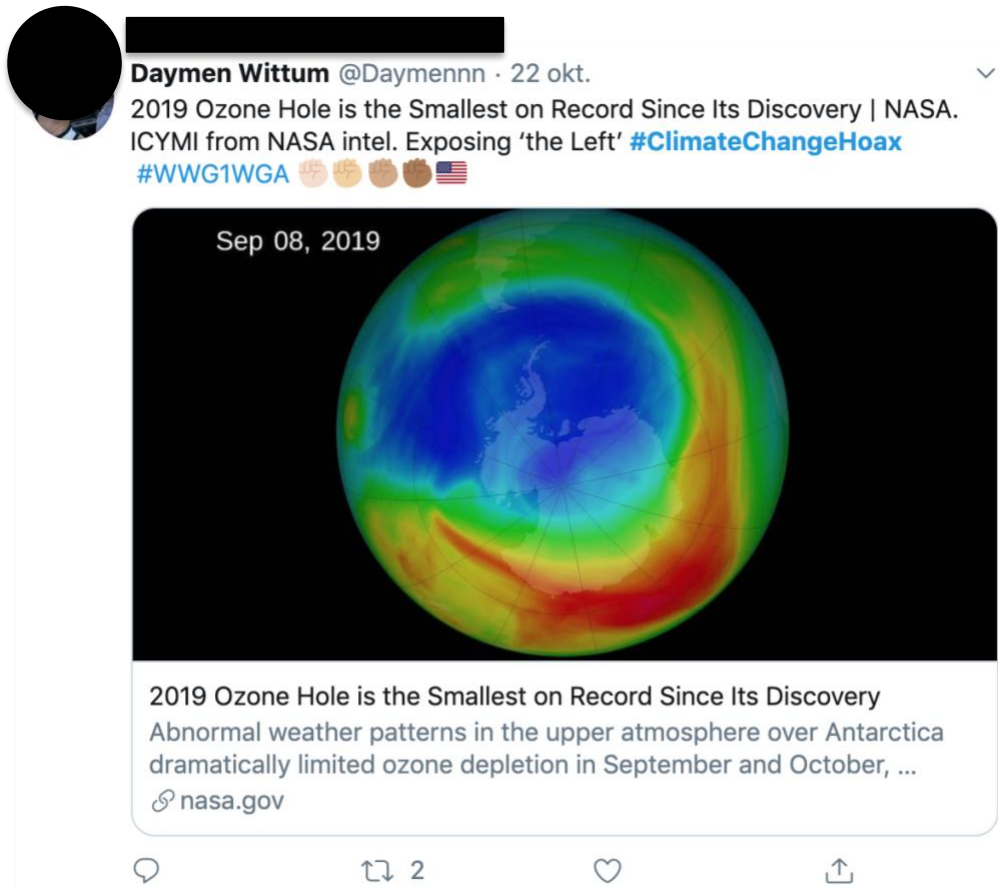 Daymen Wittum @Daymennn · 22 okt.
2019 Ozone Hole is the Smallest on Record Since Its Discovery | NASA.
ICYMI from NASA intel. Exposing ‘the Left’ #ClimateChangeHoax
#WWG1WGA ✊🏻✊🏼✊🏽✊🏾🇺🇸
Sep 08, 2019
2019 Ozone Hole is the Smallest on Record Since Its Discovery
Abnormal weather patterns in the upper atmosphere over Antarctica
dramatically limited ozone depletion in September and October, ...
nasa.gov
2